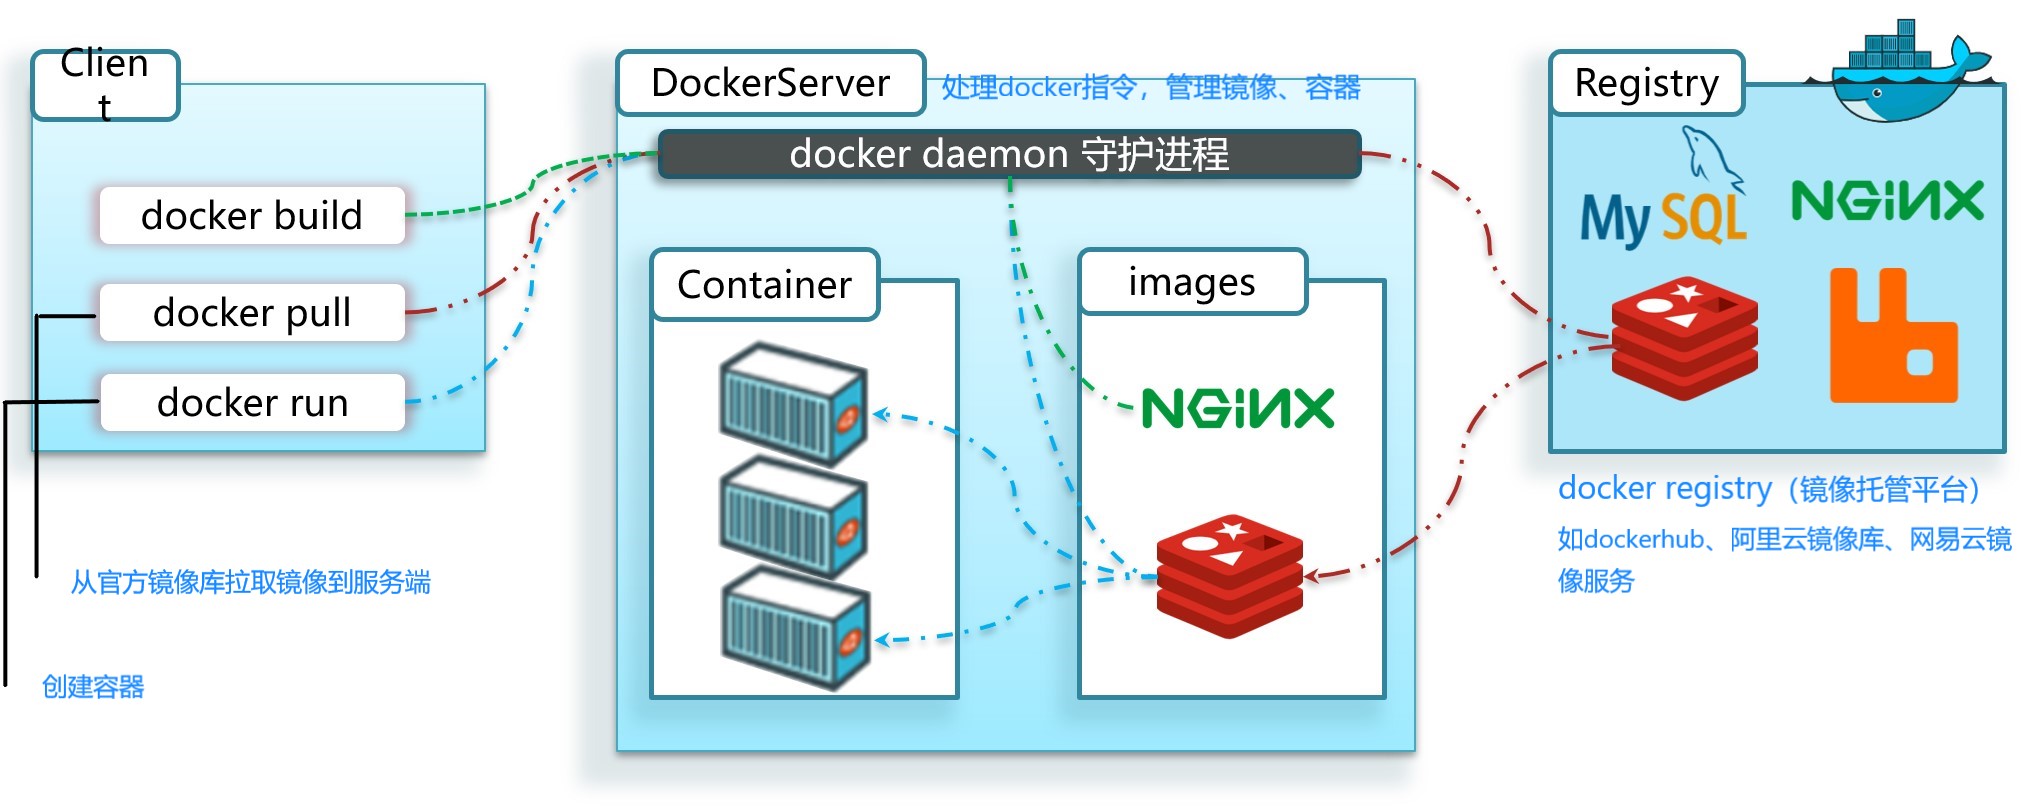 Clien
t
docker build
docker pull
docker run
从官方镜像库拉取镜像到服务端
创建容器
DockerServer
处理docker指令，管理镜像、容器
docker daemon 守护进程
Container
images
NGINX
Registry
MySQL
NGINX
docker registry（镜像托管平台）
如dockerhub、阿里云镜像库、网易云镜
像服务